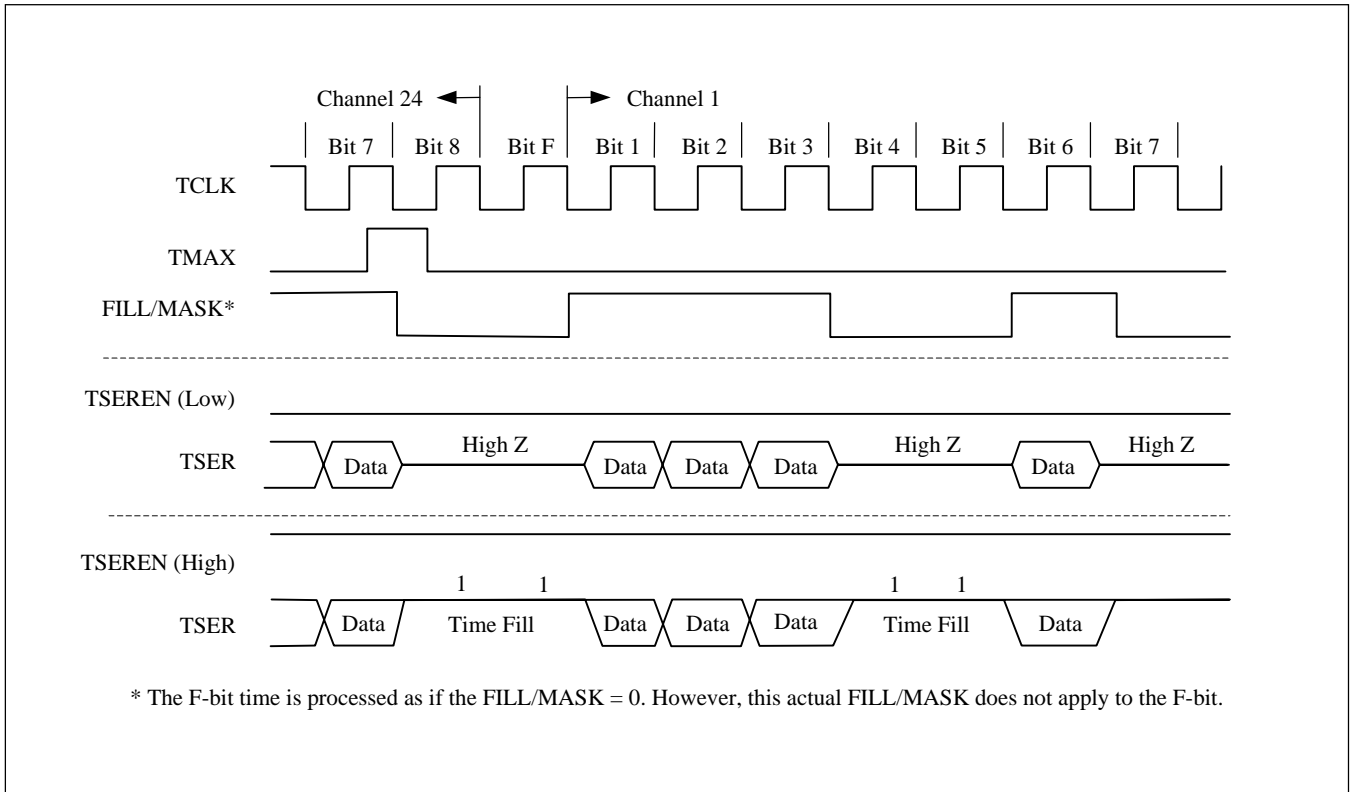 Channel 24 Channel 1
Bit 7 Bit 8 Bit F Bit 1 Bit 2 Bit 3 Bit 4 Bit 5 Bit 6 Bit 7
TCLK
TMAX
FILL/MASK*
TSEREN (Low)
High Z High Z High Z
TSER Data Data Data Data Data
TSEREN (High)
1 1 1 1
TSER Data Time Fill Data Data Data Time Fill Data
* The F-bit time is processed as if the FILL/MASK = 0. However, this actual FILL/MASK does not apply to the F-bit.